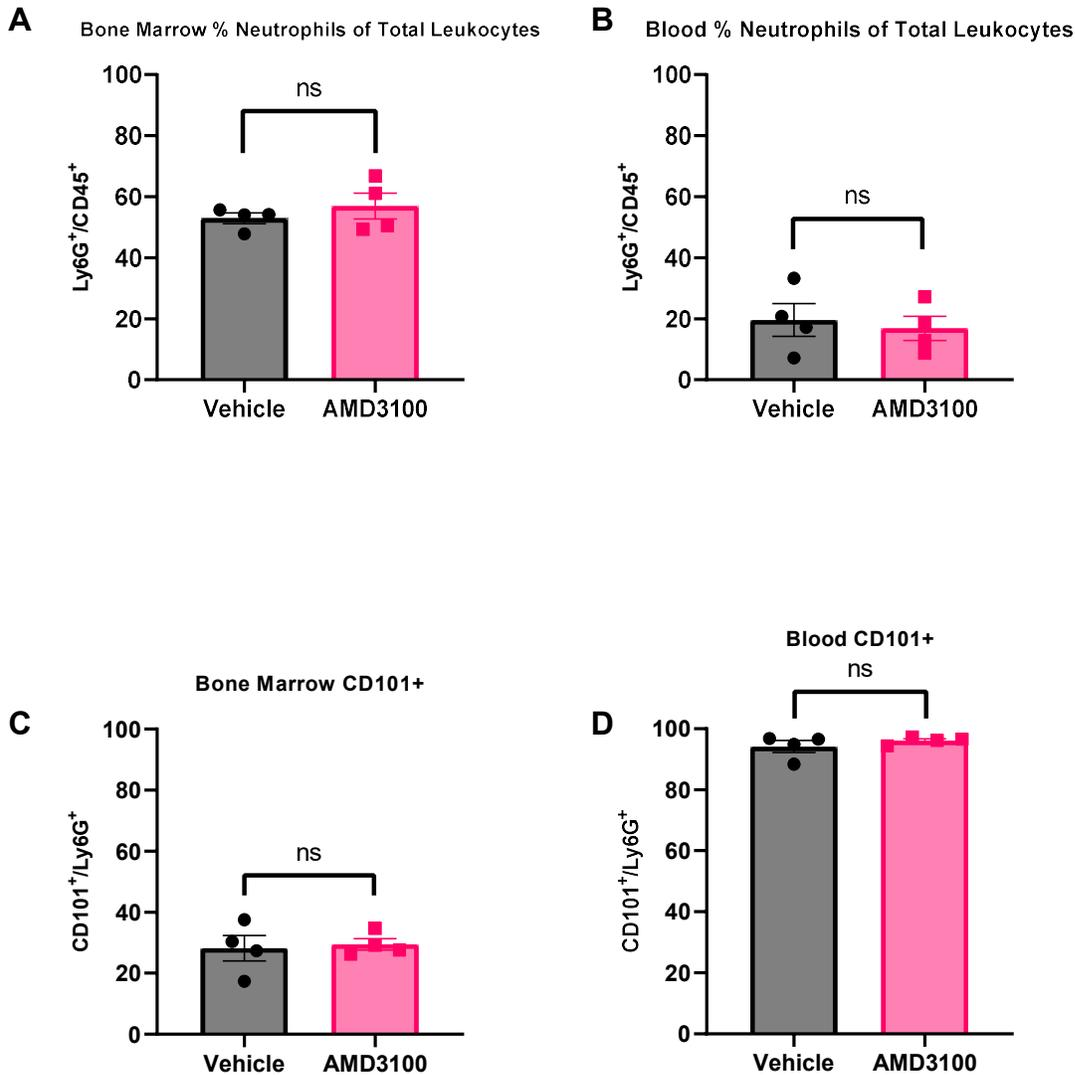 A
Bone Marrow % Neutrophils of Total Leukocytes
Ly6G⁺/CD45⁺
100
80
60
40
20
0
ns
Vehicle
AMD3100
B
Blood % Neutrophils of Total Leukocytes
Ly6G⁺/CD45⁺
100
80
60
40
20
0
ns
Vehicle
AMD3100
C
Bone Marrow CD101+
CD101⁺/Ly6G⁺
100
80
60
40
20
0
ns
Vehicle
AMD3100
D
Blood CD101+
ns
CD101⁺/Ly6G⁺
100
80
60
40
20
0
Vehicle
AMD3100